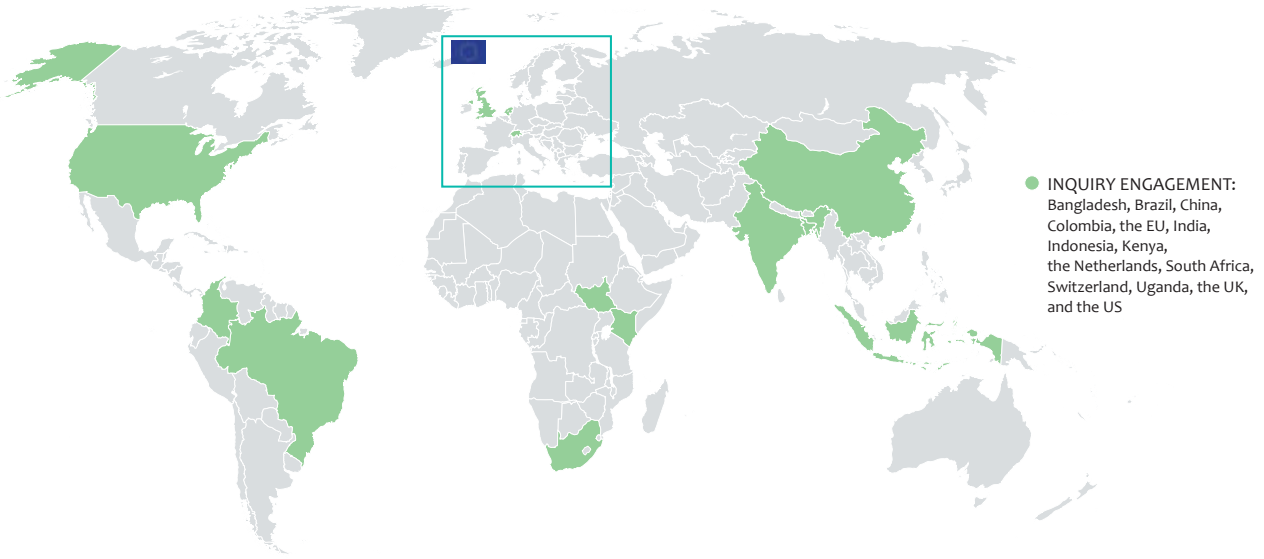 INQUIRY ENGAGEMENT:
Bangladesh, Brazil, China,
Colombia, the EU, India,
Indonesia, Kenya,
the Netherlands, South Africa,
Switzerland, Uganda, the UK,
and the US